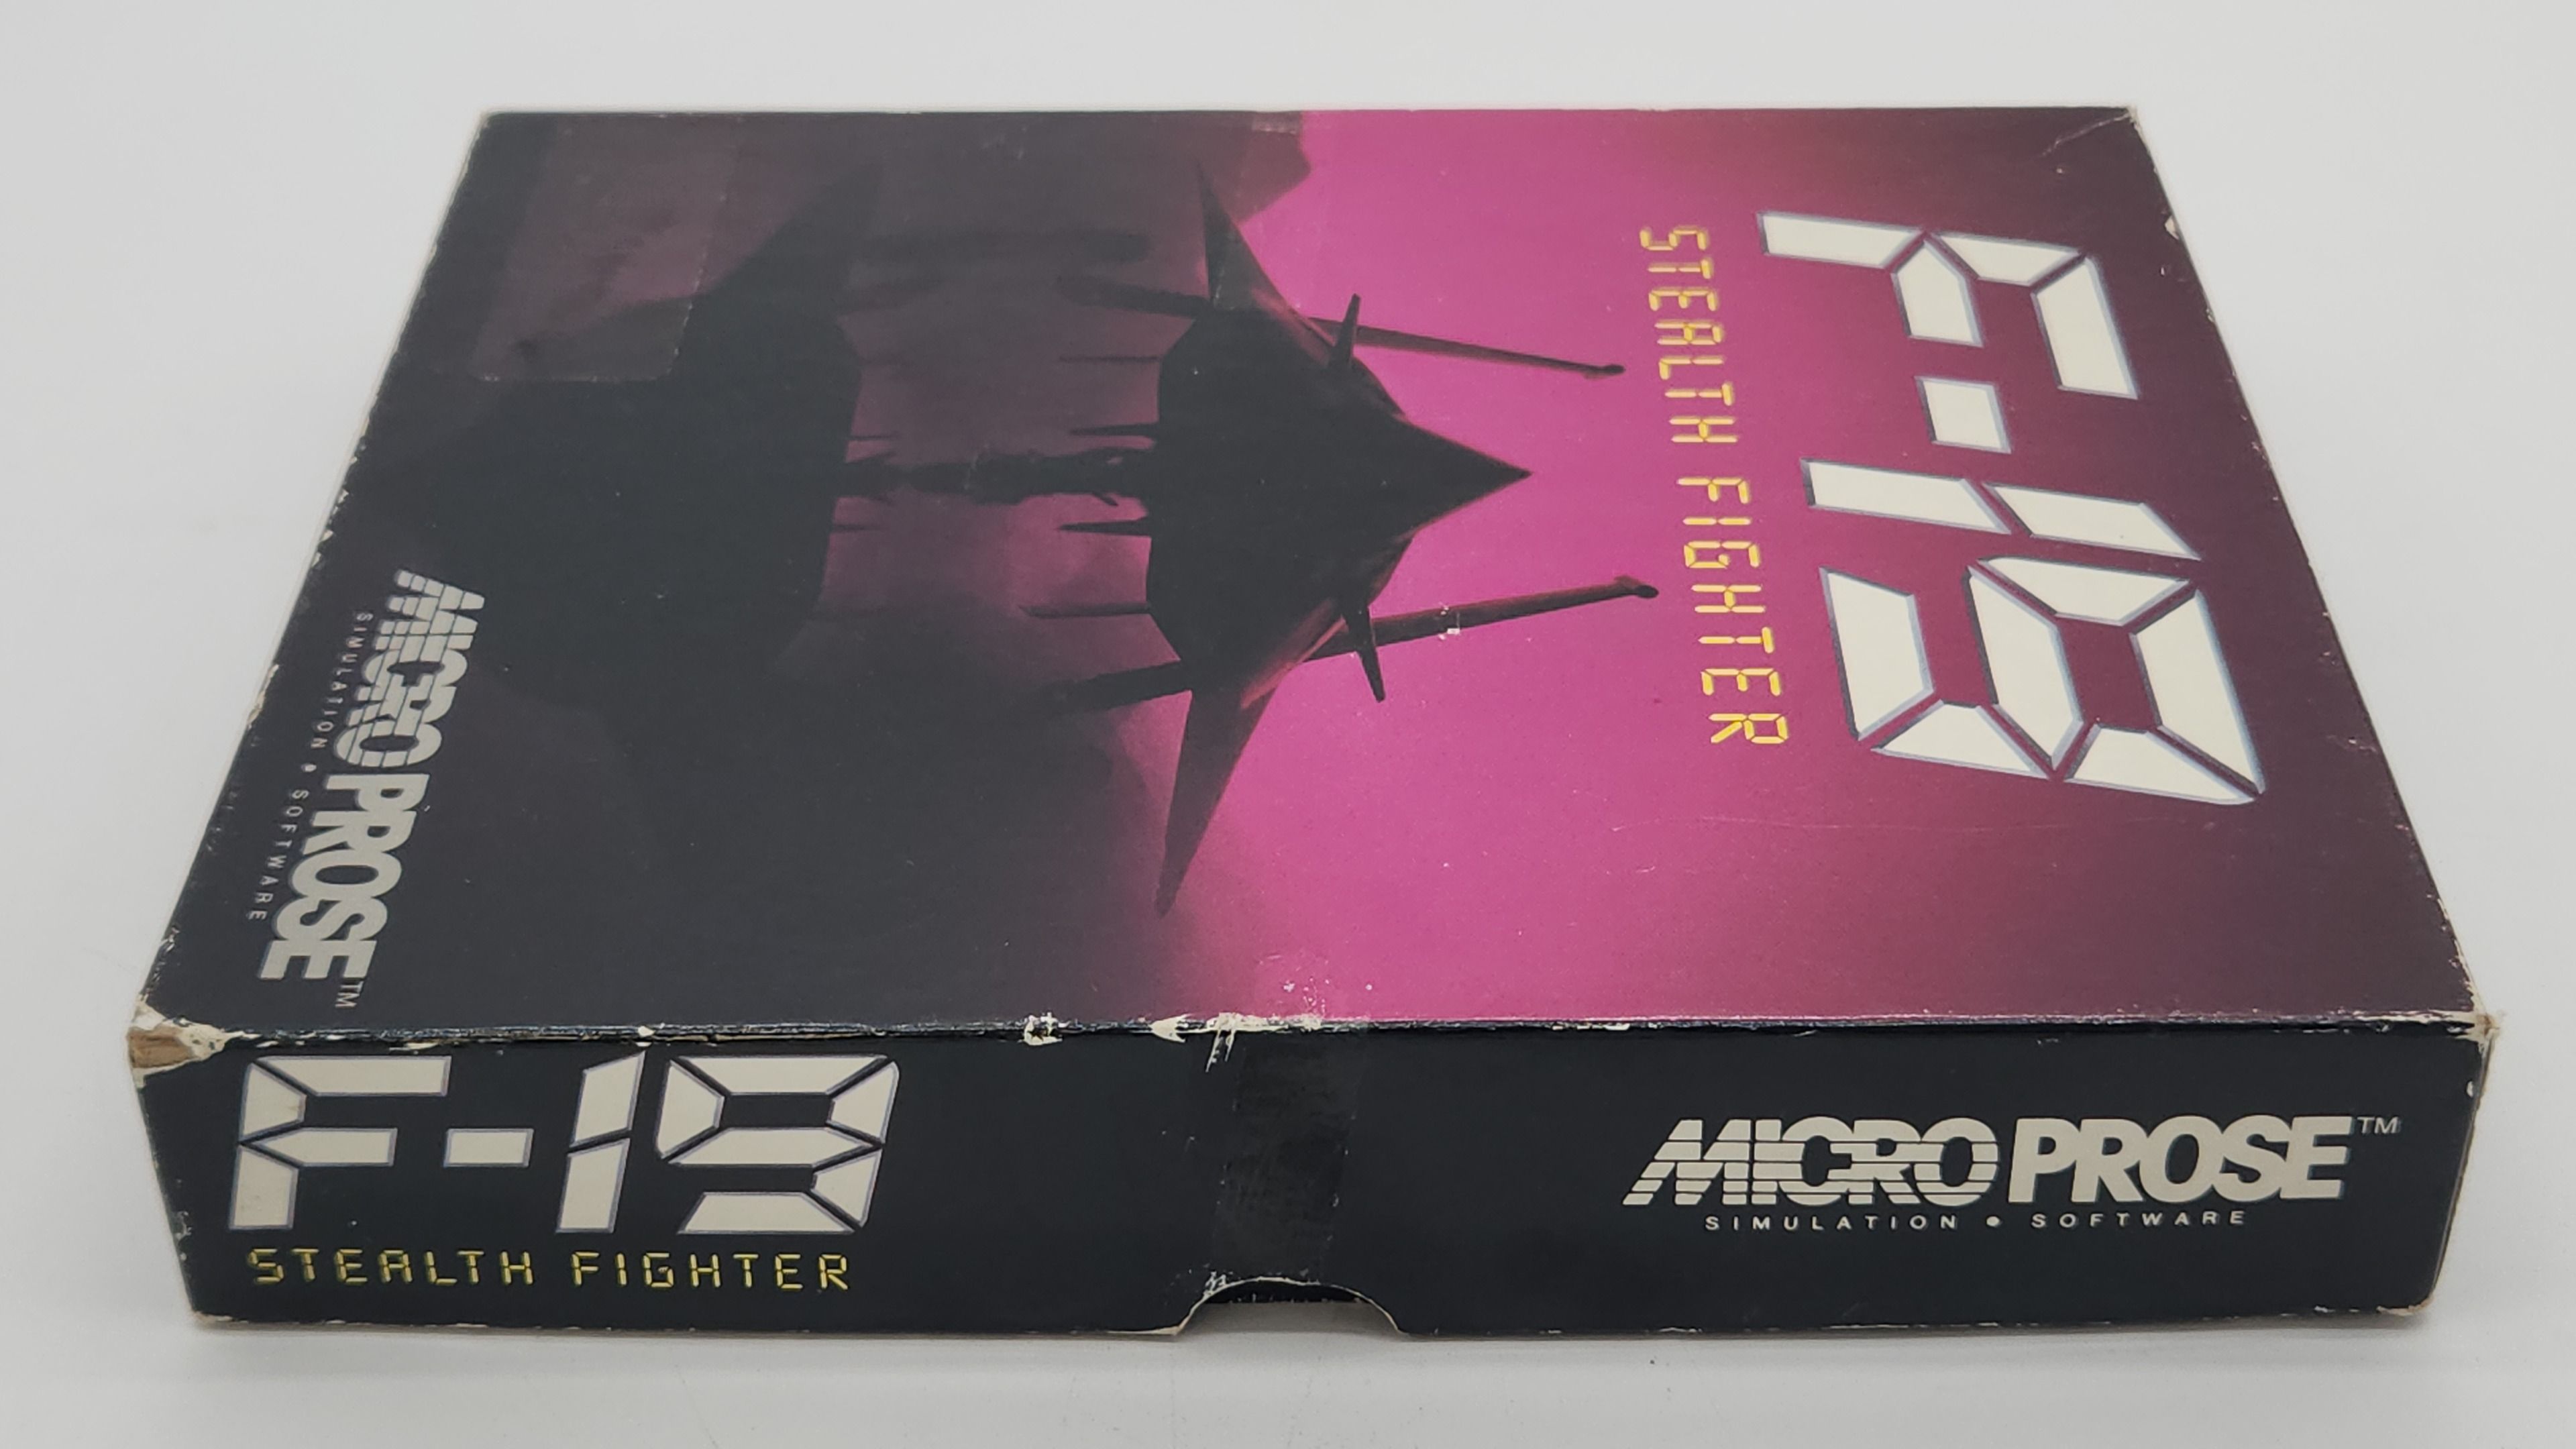 F-19
STEALTH FIGHTER
MICROPROSE™
SIMULATION • SOFTWARE
F-19
STEALTH FIGHTER
MICROPROSE™
SIMULATION • SOFTWARE